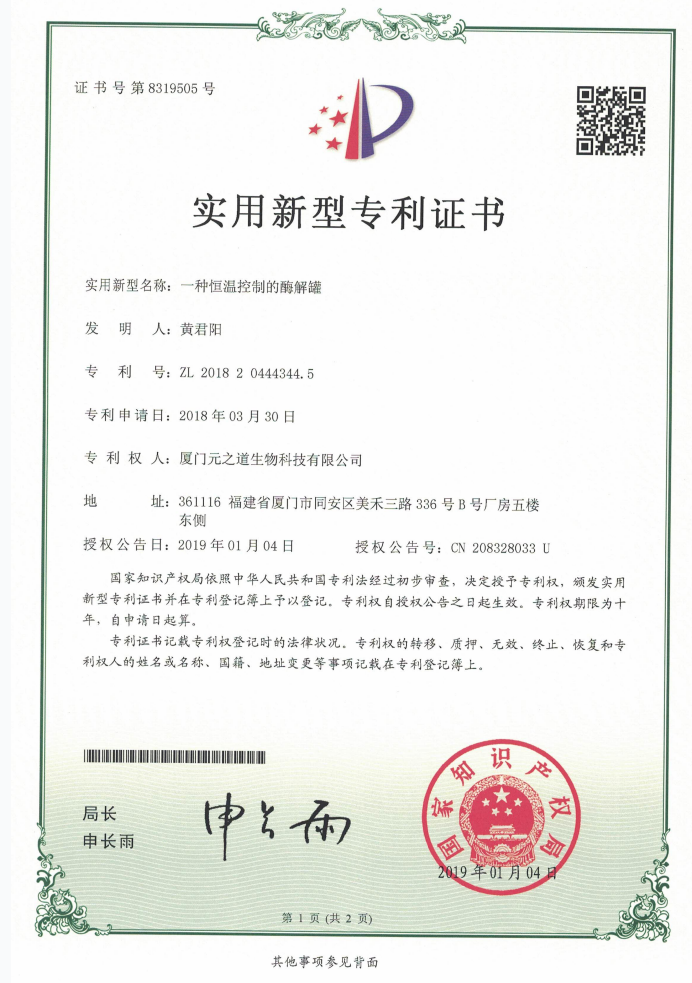 证书号第8319505号
实用新型专利证书
实用新型名称：一种恒温控制的酶解罐
发明人：黄君阳
专利号：ZL 2018 2 0444344.5
专利申请日：2018年03月30日
专利权人：厦门元之道生物科技有限公司
地址：361116 福建省厦门市同安区美禾三路336号B号厂房五楼
东侧
授权公告日：2019年01月04日 授权公告号：CN 208328033 U
国家知识产权局依照中华人民共和国专利法经过初步审查，决定授予专利权，颁发实用
新型专利证书并在专利登记簿上予以登记。专利权自授权公告之日起生效。专利权期限为十
年，自申请日起算。
专利证书记载专利权登记时的法律状况。专利权的转移、质押、无效、终止、恢复和专
利权人的姓名或名称、国籍、地址变更等事项记载在专利登记簿上。
局长
申长雨
申长雨
国家知识产权局
2019年01月04日
第 1 页 (共 2 页)
其他事项参见背面